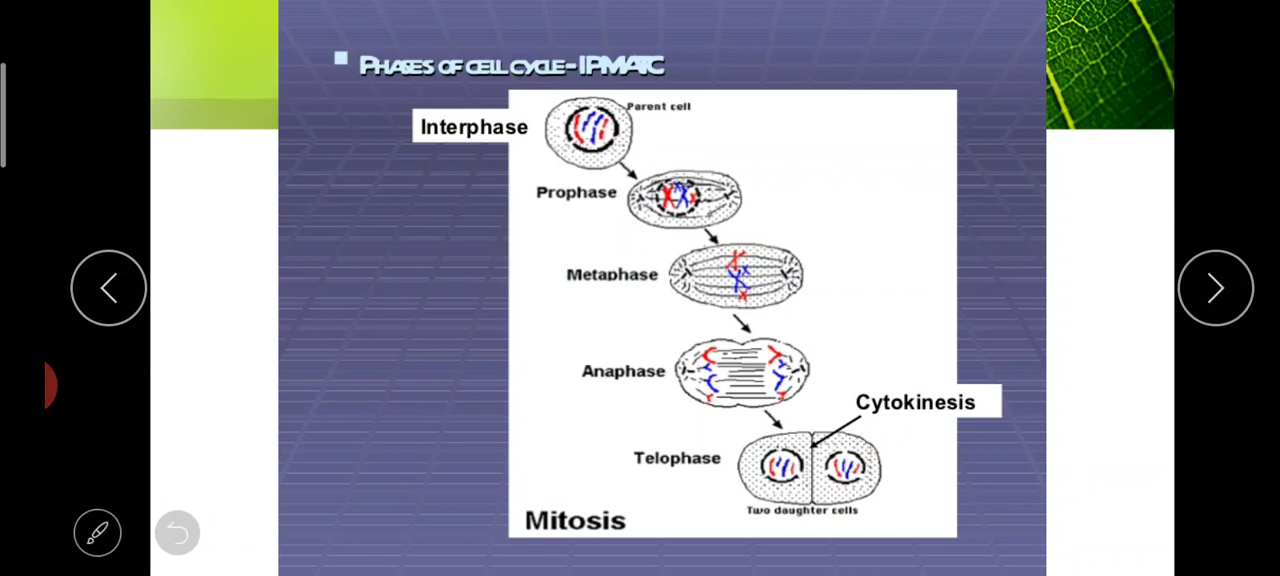 PHASES OF CELL CYCLE - IPMATC
Parent cell
Interphase
Prophase
Metaphase
Anaphase
Cytokinesis
Telophase
Two daughter cells
Mitosis